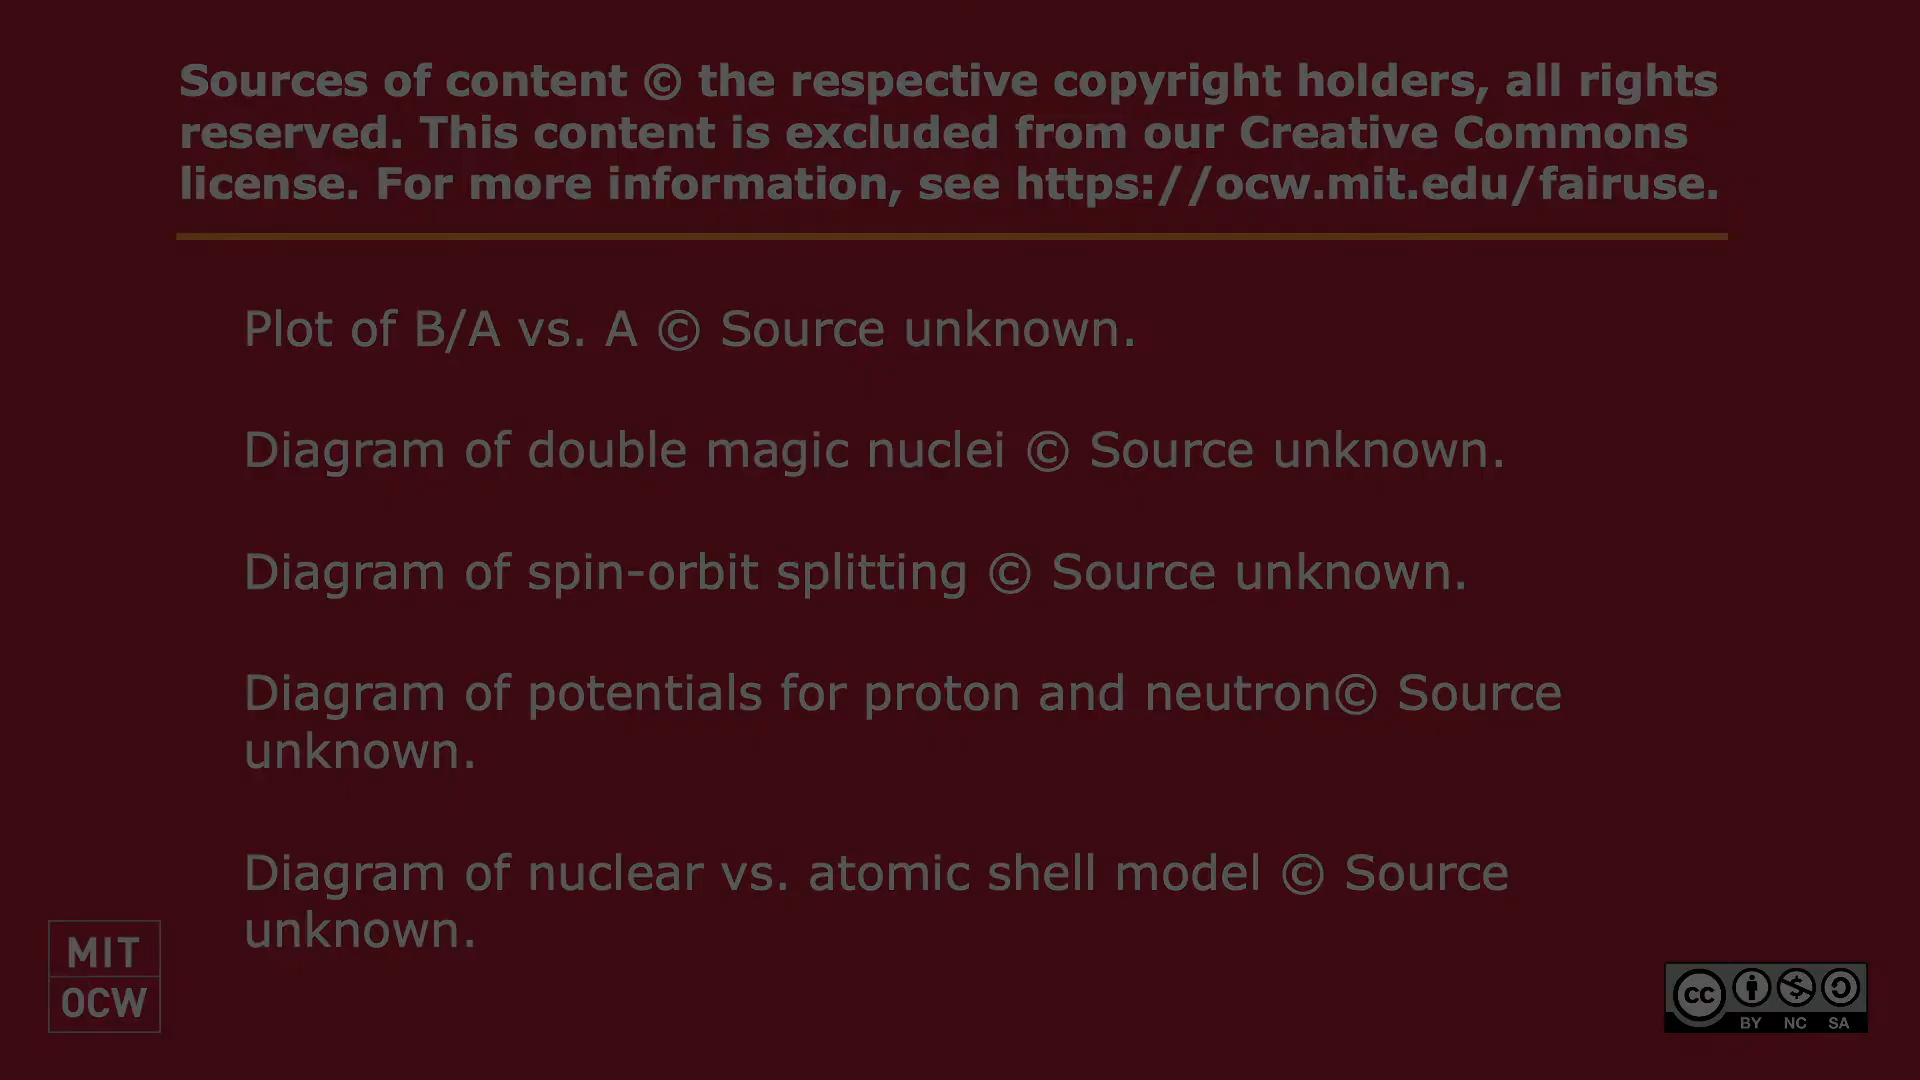 Sources of content © the respective copyright holders, all rights
reserved. This content is excluded from our Creative Commons
license. For more information, see https://ocw.mit.edu/fairuse.
Plot of B/A vs. A © Source unknown.
Diagram of double magic nuclei © Source unknown.
Diagram of spin-orbit splitting © Source unknown.
Diagram of potentials for proton and neutron© Source
unknown.
Diagram of nuclear vs. atomic shell model © Source
unknown.
MIT
OCW
cc
BY NC SA